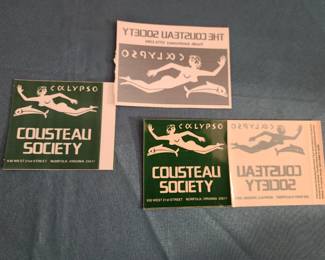 THE COUSTEAU SOCIETY
CALYPSO
CALYPSO
COUSTEAU
SOCIETY
930 WEST 21st STREET NORFOLK, VIRGINIA 23517
CALYPSO
COUSTEAU
SOCIETY
930 WEST 21st STREET NORFOLK, VIRGINIA 23517
CALYPSO
COUSTEAU
SOCIETY